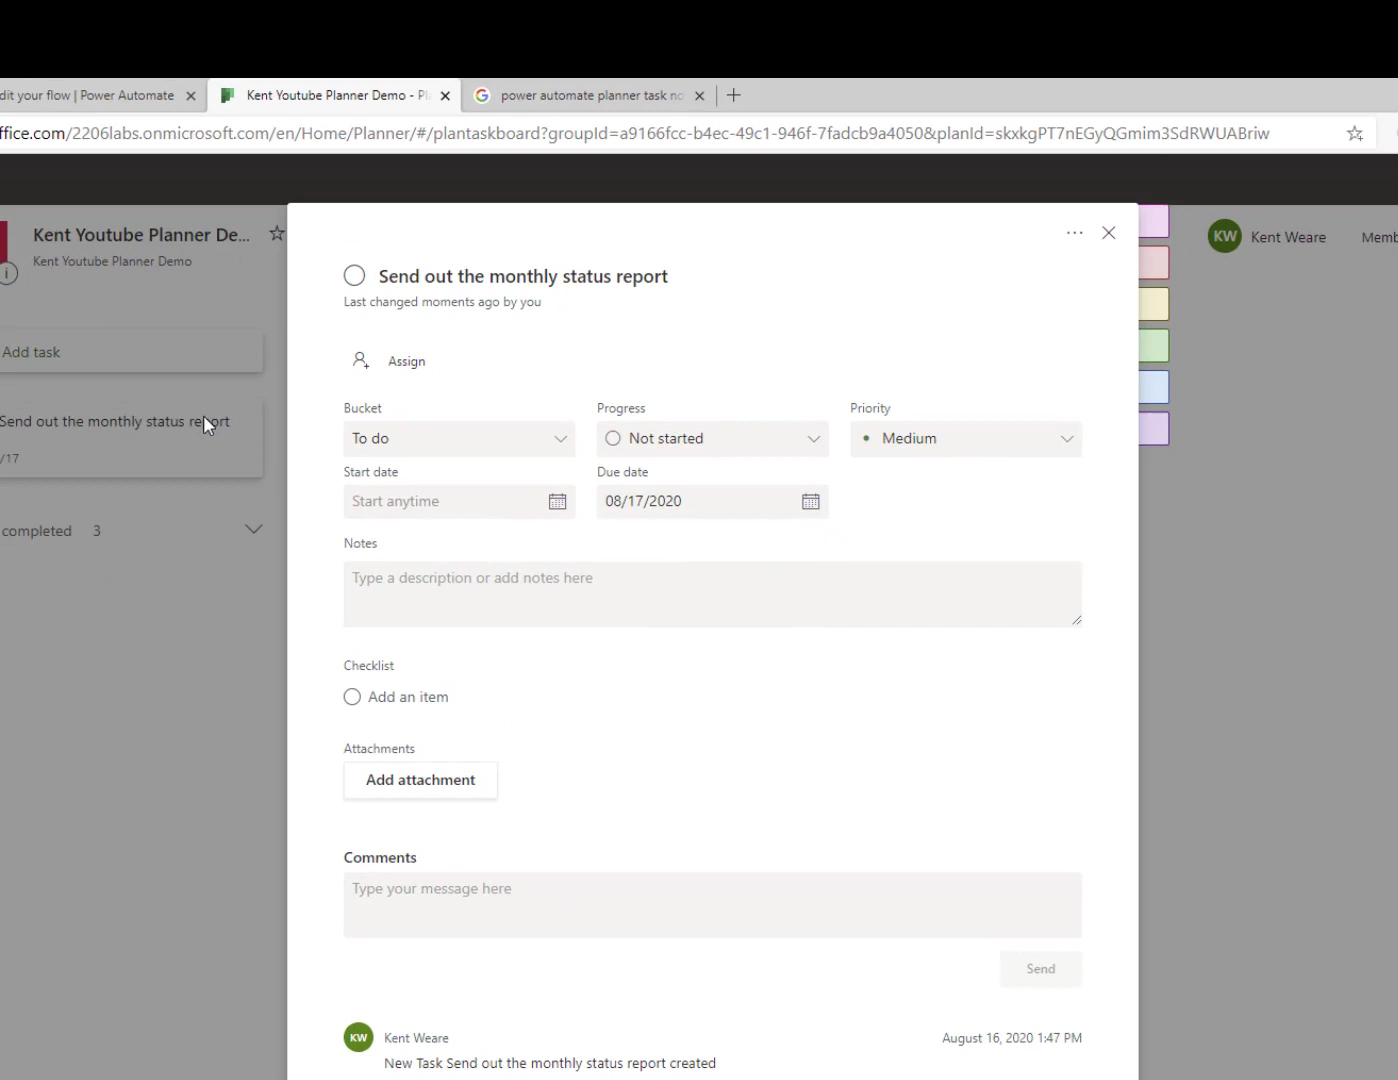 dit your flow | Power Automate
Kent Youtube Planner Demo - Pl
power automate planner task no
ffice.com/2206labs.onmicrosoft.com/en/Home/Planner/#/plantaskboard?groupId=a9166fcc-b4ec-49c1-946f-7fadcb9a4050&planId=skxkgPT7nEGyQGmim3SdRWUABriw
Kent Youtube Planner De...
Kent Youtube Planner Demo
KW Kent Weare Memb
Send out the monthly status report
Last changed moments ago by you
Add task
Assign
Send out the monthly status report
/17
completed 3
Bucket Progress Priority
To do Not started Medium
Start date Due date
Start anytime 08/17/2020
Notes
Type a description or add notes here
Checklist
Add an item
Attachments
Add attachment
Comments
Type your message here
Send
KW Kent Weare August 16, 2020 1:47 PM
New Task Send out the monthly status report created